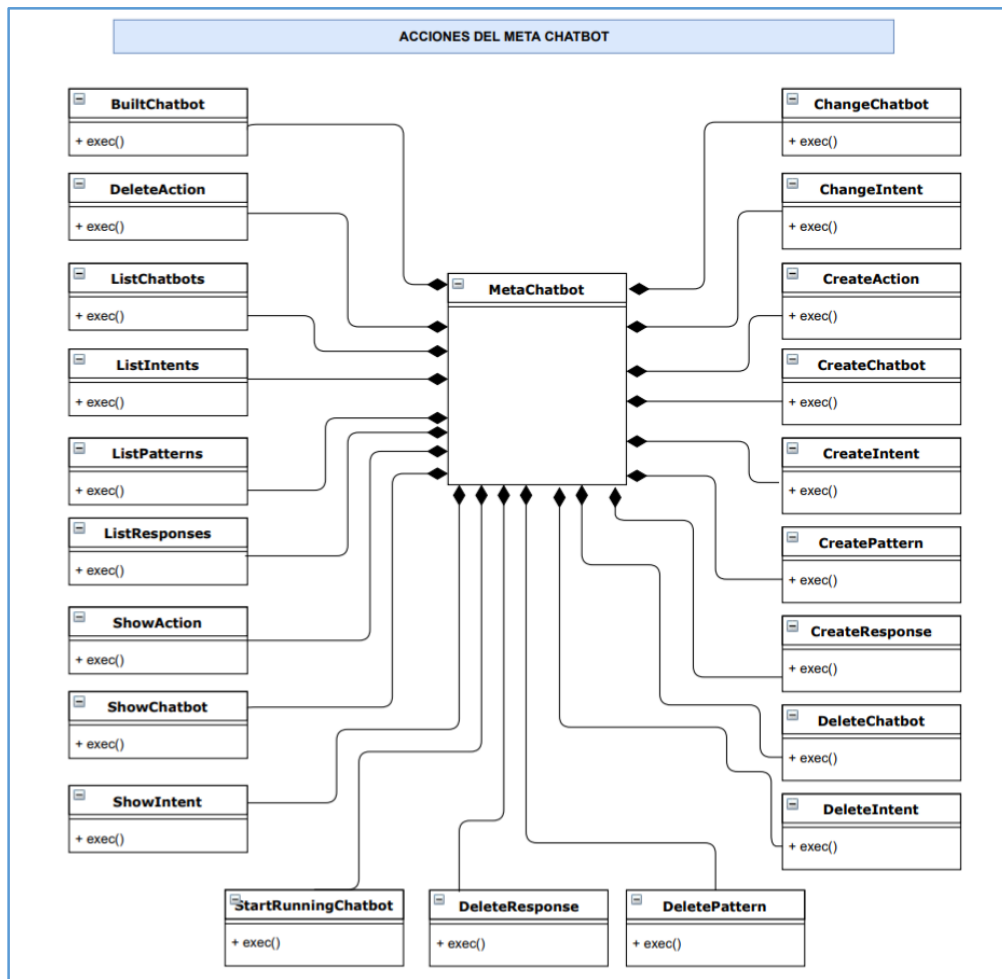 ACCIONES DEL META CHATBOT
BuiltChatbot
+ exec()
DeleteAction
+ exec()
ListChatbots
+ exec()
ListIntents
+ exec()
ListPatterns
+ exec()
ListResponses
+ exec()
ShowAction
+ exec()
ShowChatbot
+ exec()
ShowIntent
+ exec()
MetaChatbot
ChangeChatbot
+ exec()
ChangeIntent
+ exec()
CreateAction
+ exec()
CreateChatbot
+ exec()
CreateIntent
+ exec()
CreatePattern
+ exec()
CreateResponse
+ exec()
DeleteChatbot
+ exec()
DeleteIntent
+ exec()
StartRunningChatbot
+ exec()
DeleteResponse
+ exec()
DeletePattern
+ exec()